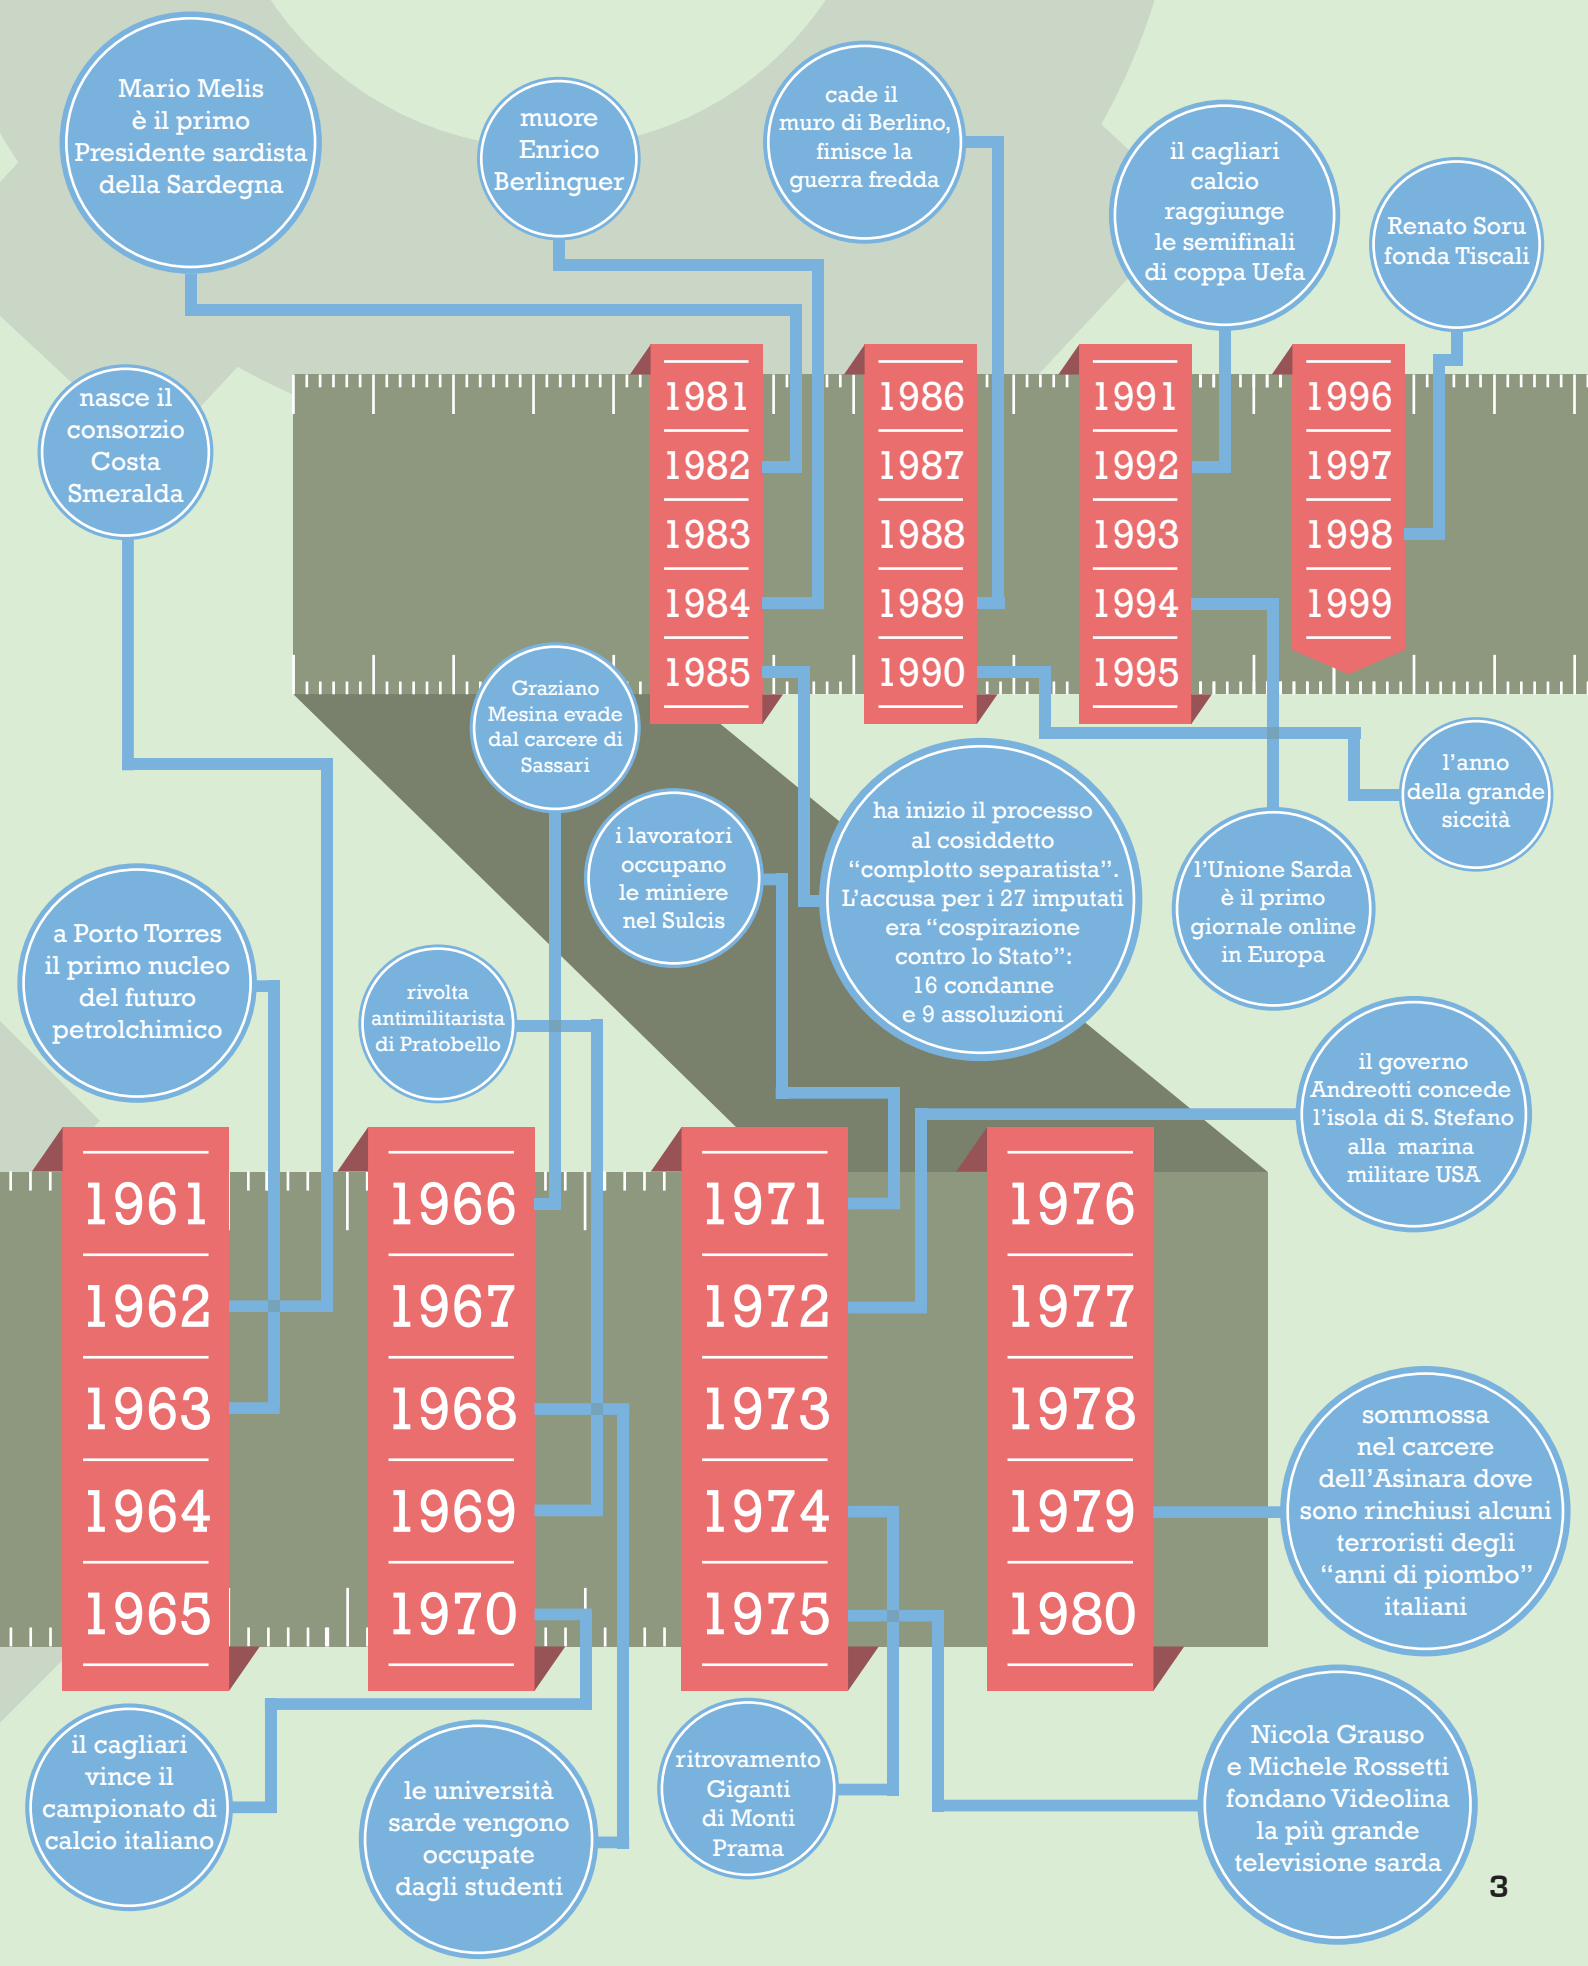 Mario Melis
è il primo
Presidente sardista
della Sardegna
muore
Enrico
Berlinguer
cade il
muro di Berlino,
finisce la
guerra fredda
il cagliari
calcio
raggiunge
le semifinali
di coppa Uefa
Renato Soru
fonda Tiscali
nasce il
consorzio
Costa
Smeralda
1981
1982
1983
1984
1985
1986
1987
1988
1989
1990
1991
1992
1993
1994
1995
1996
1997
1998
1999
Graziano
Mesina evade
dal carcere di
Sassari
i lavoratori
occupano
le miniere
nel Sulcis
ha inizio il processo
al cosiddetto
“complotto separatista”.
L’accusa per i 27 imputati
era “cospirazione
contro lo Stato”:
16 condanne
e 9 assoluzioni
l’Unione Sarda
è il primo
giornale online
in Europa
l’anno
della grande
siccità
a Porto Torres
il primo nucleo
del futuro
petrolchimico
rivolta
antimilitarista
di Pratobello
il governo
Andreotti concede
l’isola di S. Stefano
alla marina
militare USA
1961
1962
1963
1964
1965
1966
1967
1968
1969
1970
1971
1972
1973
1974
1975
1976
1977
1978
1979
1980
sommossa
nel carcere
dell’Asinara dove
sono rinchiusi alcuni
terroristi degli
“anni di piombo”
italiani
il cagliari
vince il
campionato di
calcio italiano
le università
sarde vengono
occupate
dagli studenti
ritrovamento
Giganti
di Monti
Prama
Nicola Grauso
e Michele Rossetti
fondano Videolina
la più grande
televisione sarda
3